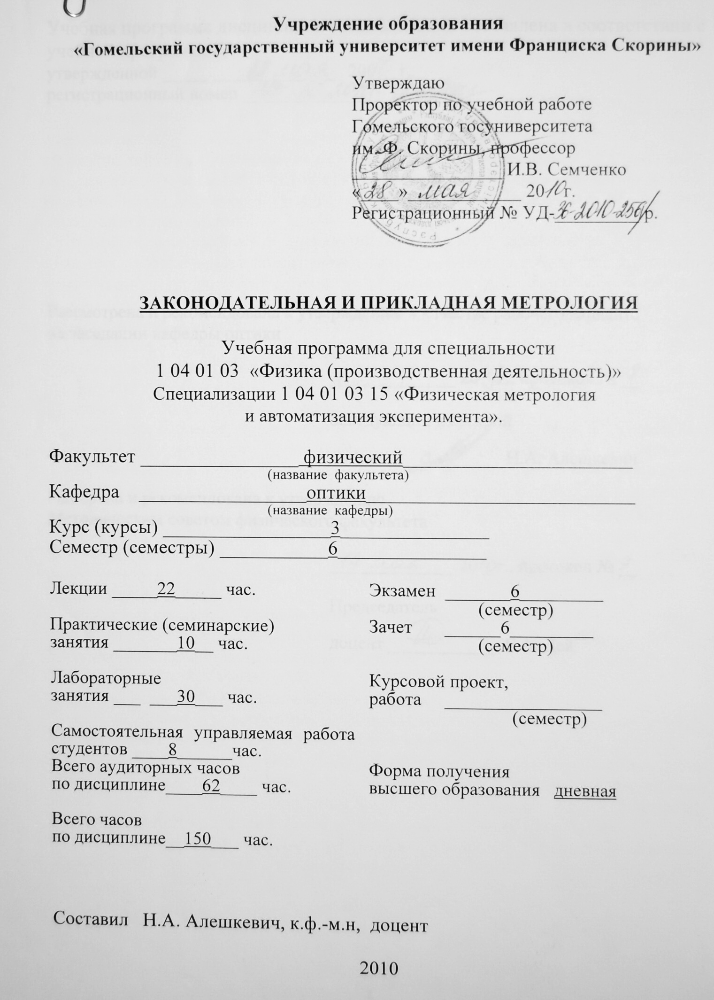 Учреждение образования
«Гомельский государственный университет имени Франциска Скорины»
Утверждаю
Проректор по учебной работе
Гомельского госуниверситета
им. Ф. Скорины, профессор
И.В. Семченко
«28» мая 2010г.
Регистрационный № УД-36-2010-256/р.
ЗАКОНОДАТЕЛЬНАЯ И ПРИКЛАДНАЯ МЕТРОЛОГИЯ
Учебная программа для специальности
1 04 01 03 «Физика (производственная деятельность)»
Специализации 1 04 01 03 15 «Физическая метрология
и автоматизация эксперимента».
Факультет физический
(название факультета)
Кафедра оптики
(название кафедры)
Курс (курсы) 3
Семестр (семестры) 6
Лекции 22 час.
Экзамен 6
(семестр)
Практические (семинарские)
занятия 10 час.
Зачет 6
(семестр)
Лабораторные
занятия 30 час.
Курсовой проект,
работа
(семестр)
Самостоятельная управляемая работа
студентов 8 час.
Всего аудиторных часов
по дисциплине 62 час.
Форма получения
высшего образования дневная
Всего часов
по дисциплине 150 час.
Составил Н.А. Алешкевич, к.ф.-м.н, доцент
2010